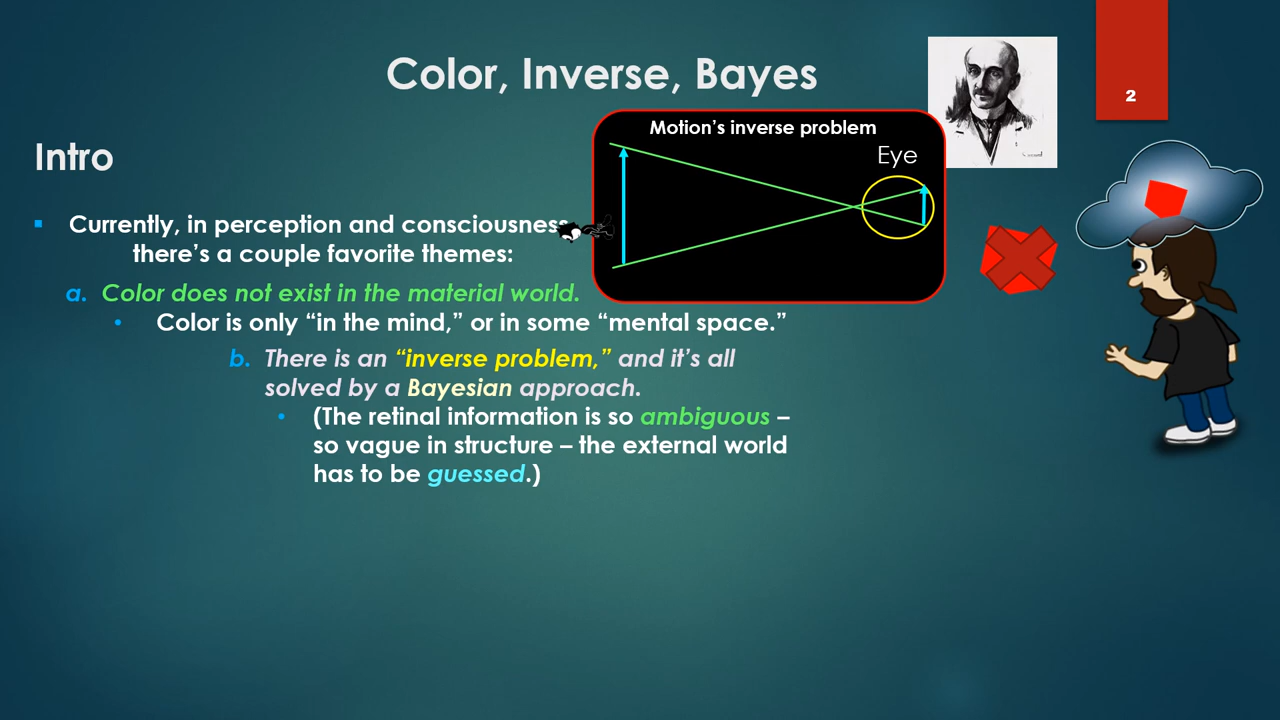 Color, Inverse, Bayes
2
Motion’s inverse problem
Eye
Intro
Currently, in perception and consciousness
there’s a couple favorite themes:
a. Color does not exist in the material world.
• Color is only “in the mind,” or in some “mental space.”
b. There is an “inverse problem,” and it’s all
solved by a Bayesian approach.
• (The retinal information is so ambiguous –
so vague in structure – the external world
has to be guessed.)